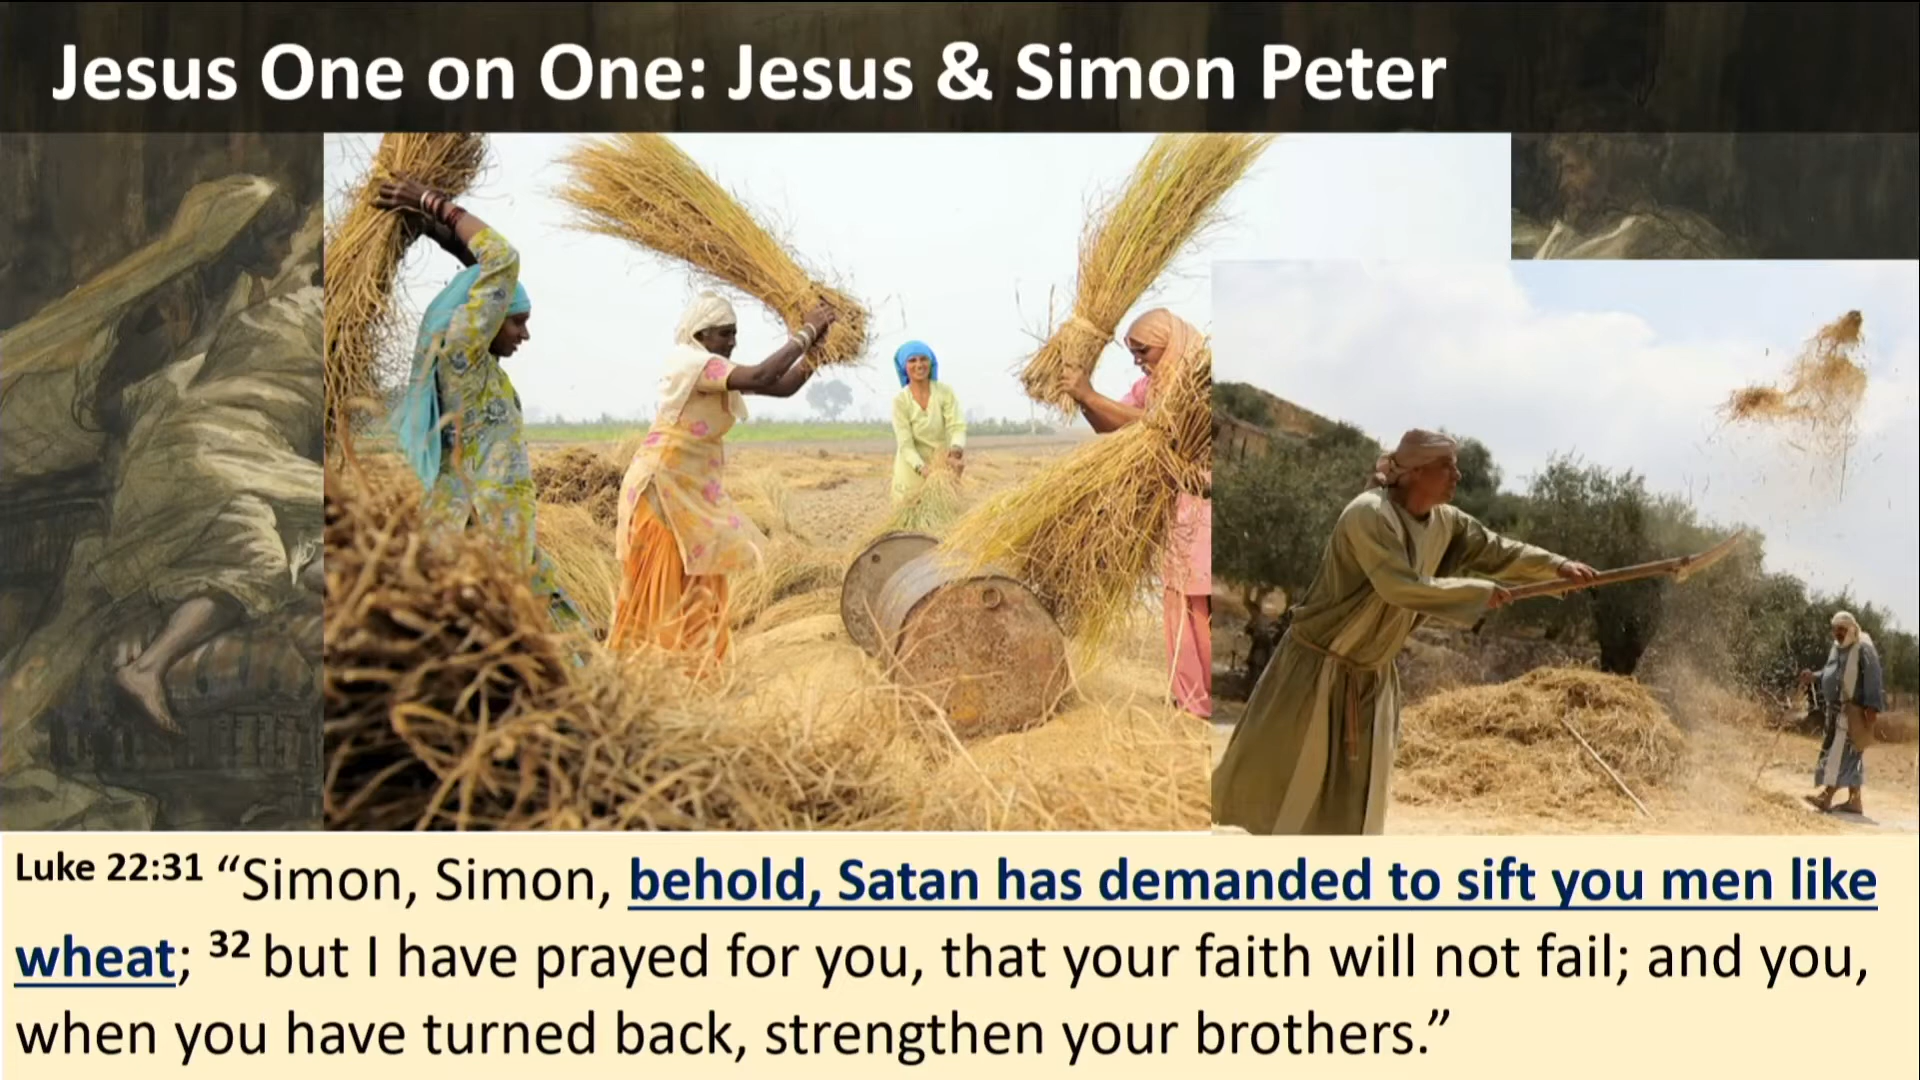 Jesus One on One: Jesus & Simon Peter
Luke 22:31 “Simon, Simon, behold, Satan has demanded to sift you men like
wheat; 32 but I have prayed for you, that your faith will not fail; and you,
when you have turned back, strengthen your brothers.”